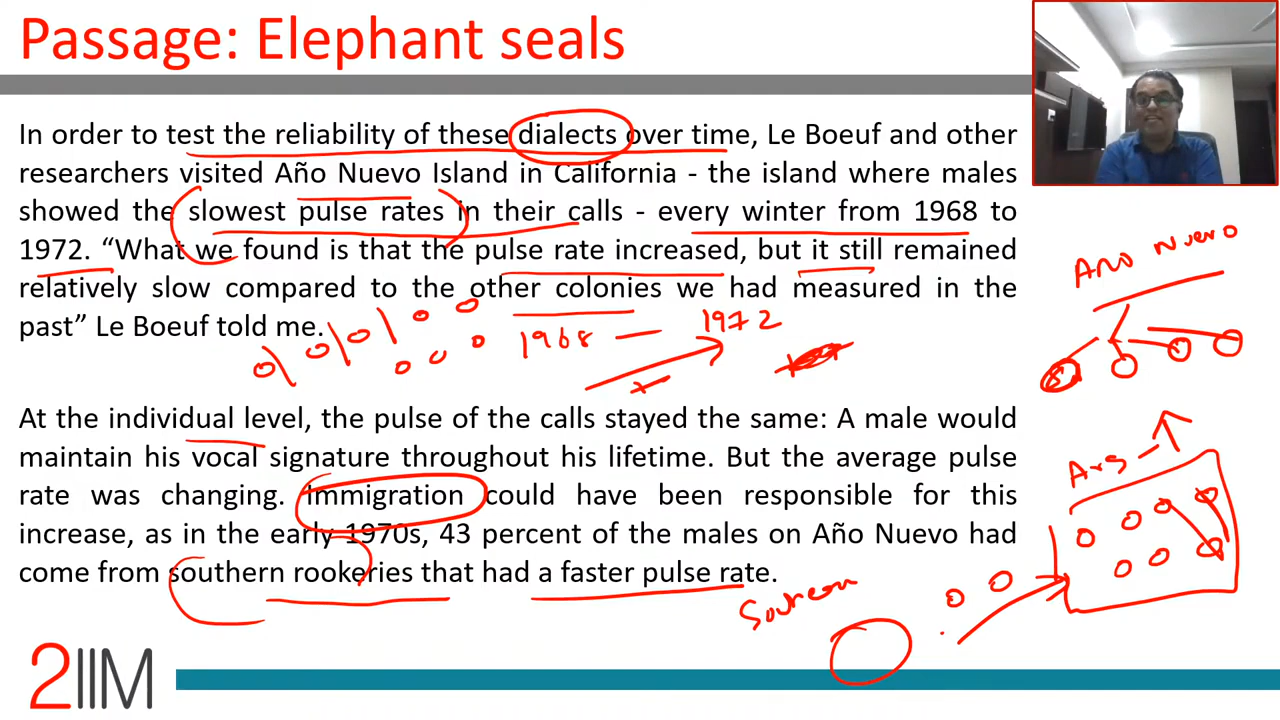 Passage: Elephant seals
In order to test the reliability of these dialects over time, Le Boeuf and other
researchers visited Año Nuevo Island in California - the island where males
showed the slowest pulse rates in their calls - every winter from 1968 to
1972. “What we found is that the pulse rate increased, but it still remained
relatively slow compared to the other colonies we had measured in the
past” Le Boeuf told me.
Año Nuevo
1968 — 1972
At the individual level, the pulse of the calls stayed the same: A male would
maintain his vocal signature throughout his lifetime. But the average pulse
rate was changing. Immigration could have been responsible for this
increase, as in the early 1970s, 43 percent of the males on Año Nuevo had
come from southern rookeries that had a faster pulse rate.
Avg
2IIM